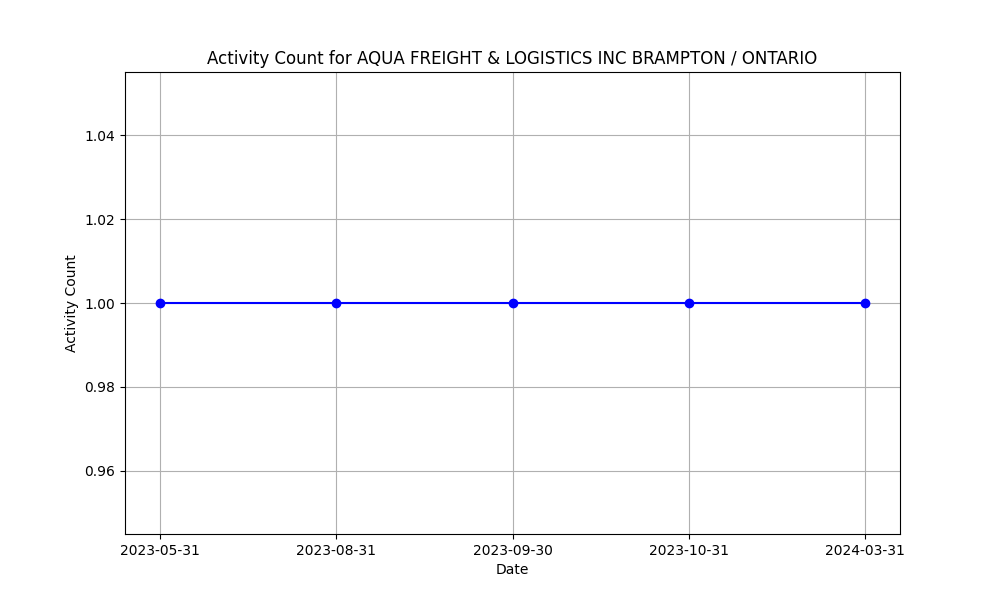 Activity Count for AQUA FREIGHT & LOGISTICS INC BRAMPTON / ONTARIO
Activity Count
1.04
1.02
1.00
0.98
0.96
2023-05-31 2023-08-31 2023-09-30 2023-10-31 2024-03-31
Date